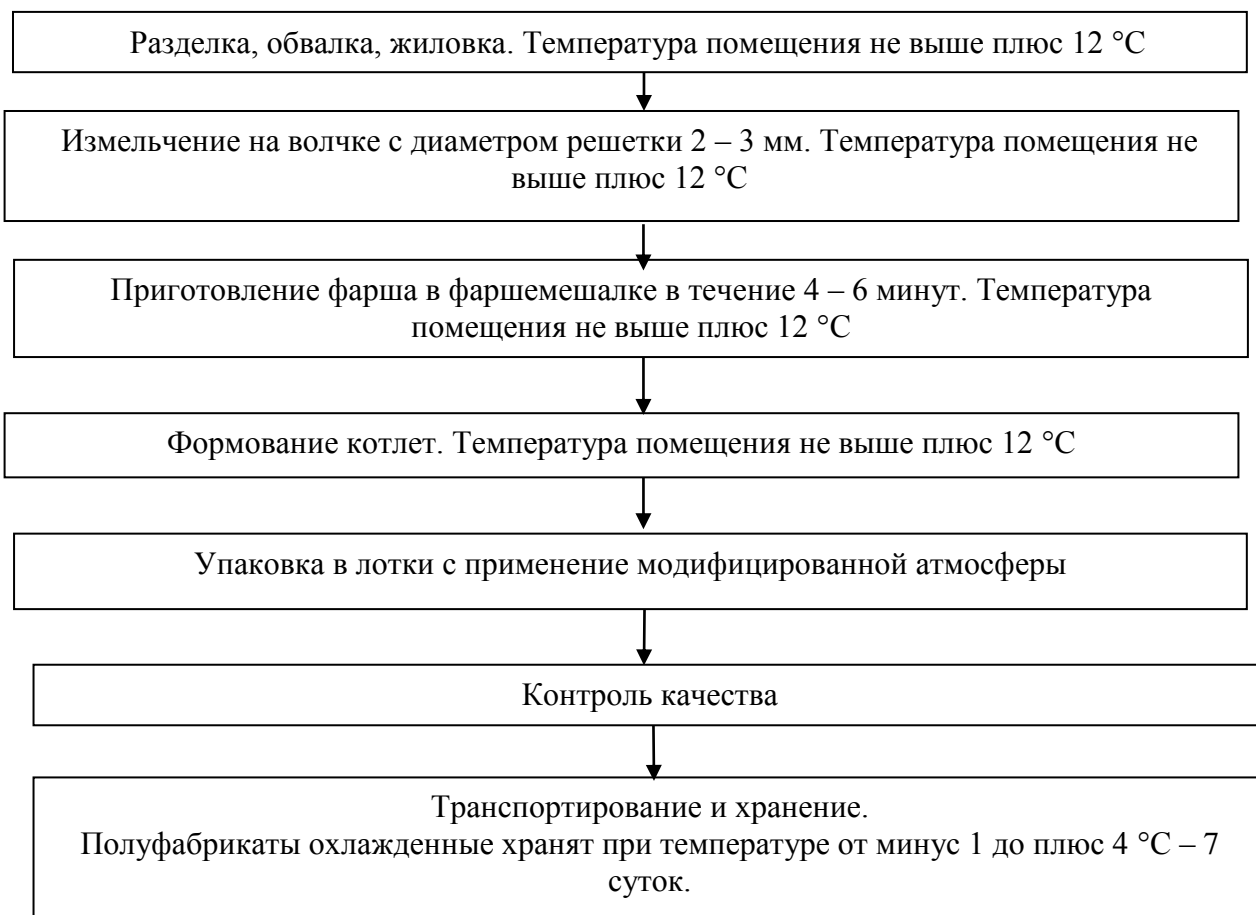 Разделка, обвалка, жиловка. Температура помещения не выше плюс 12 °С
Измельчение на волчке с диаметром решетки 2 – 3 мм. Температура помещения не
выше плюс 12 °С
Приготовление фарша в фаршемешалке в течение 4 – 6 минут. Температура
помещения не выше плюс 12 °С
Формование котлет. Температура помещения не выше плюс 12 °С
Упаковка в лотки с применение модифицированной атмосферы
Контроль качества
Транспортирование и хранение.
Полуфабрикаты охлажденные хранят при температуре от минус 1 до плюс 4 °С – 7
суток.